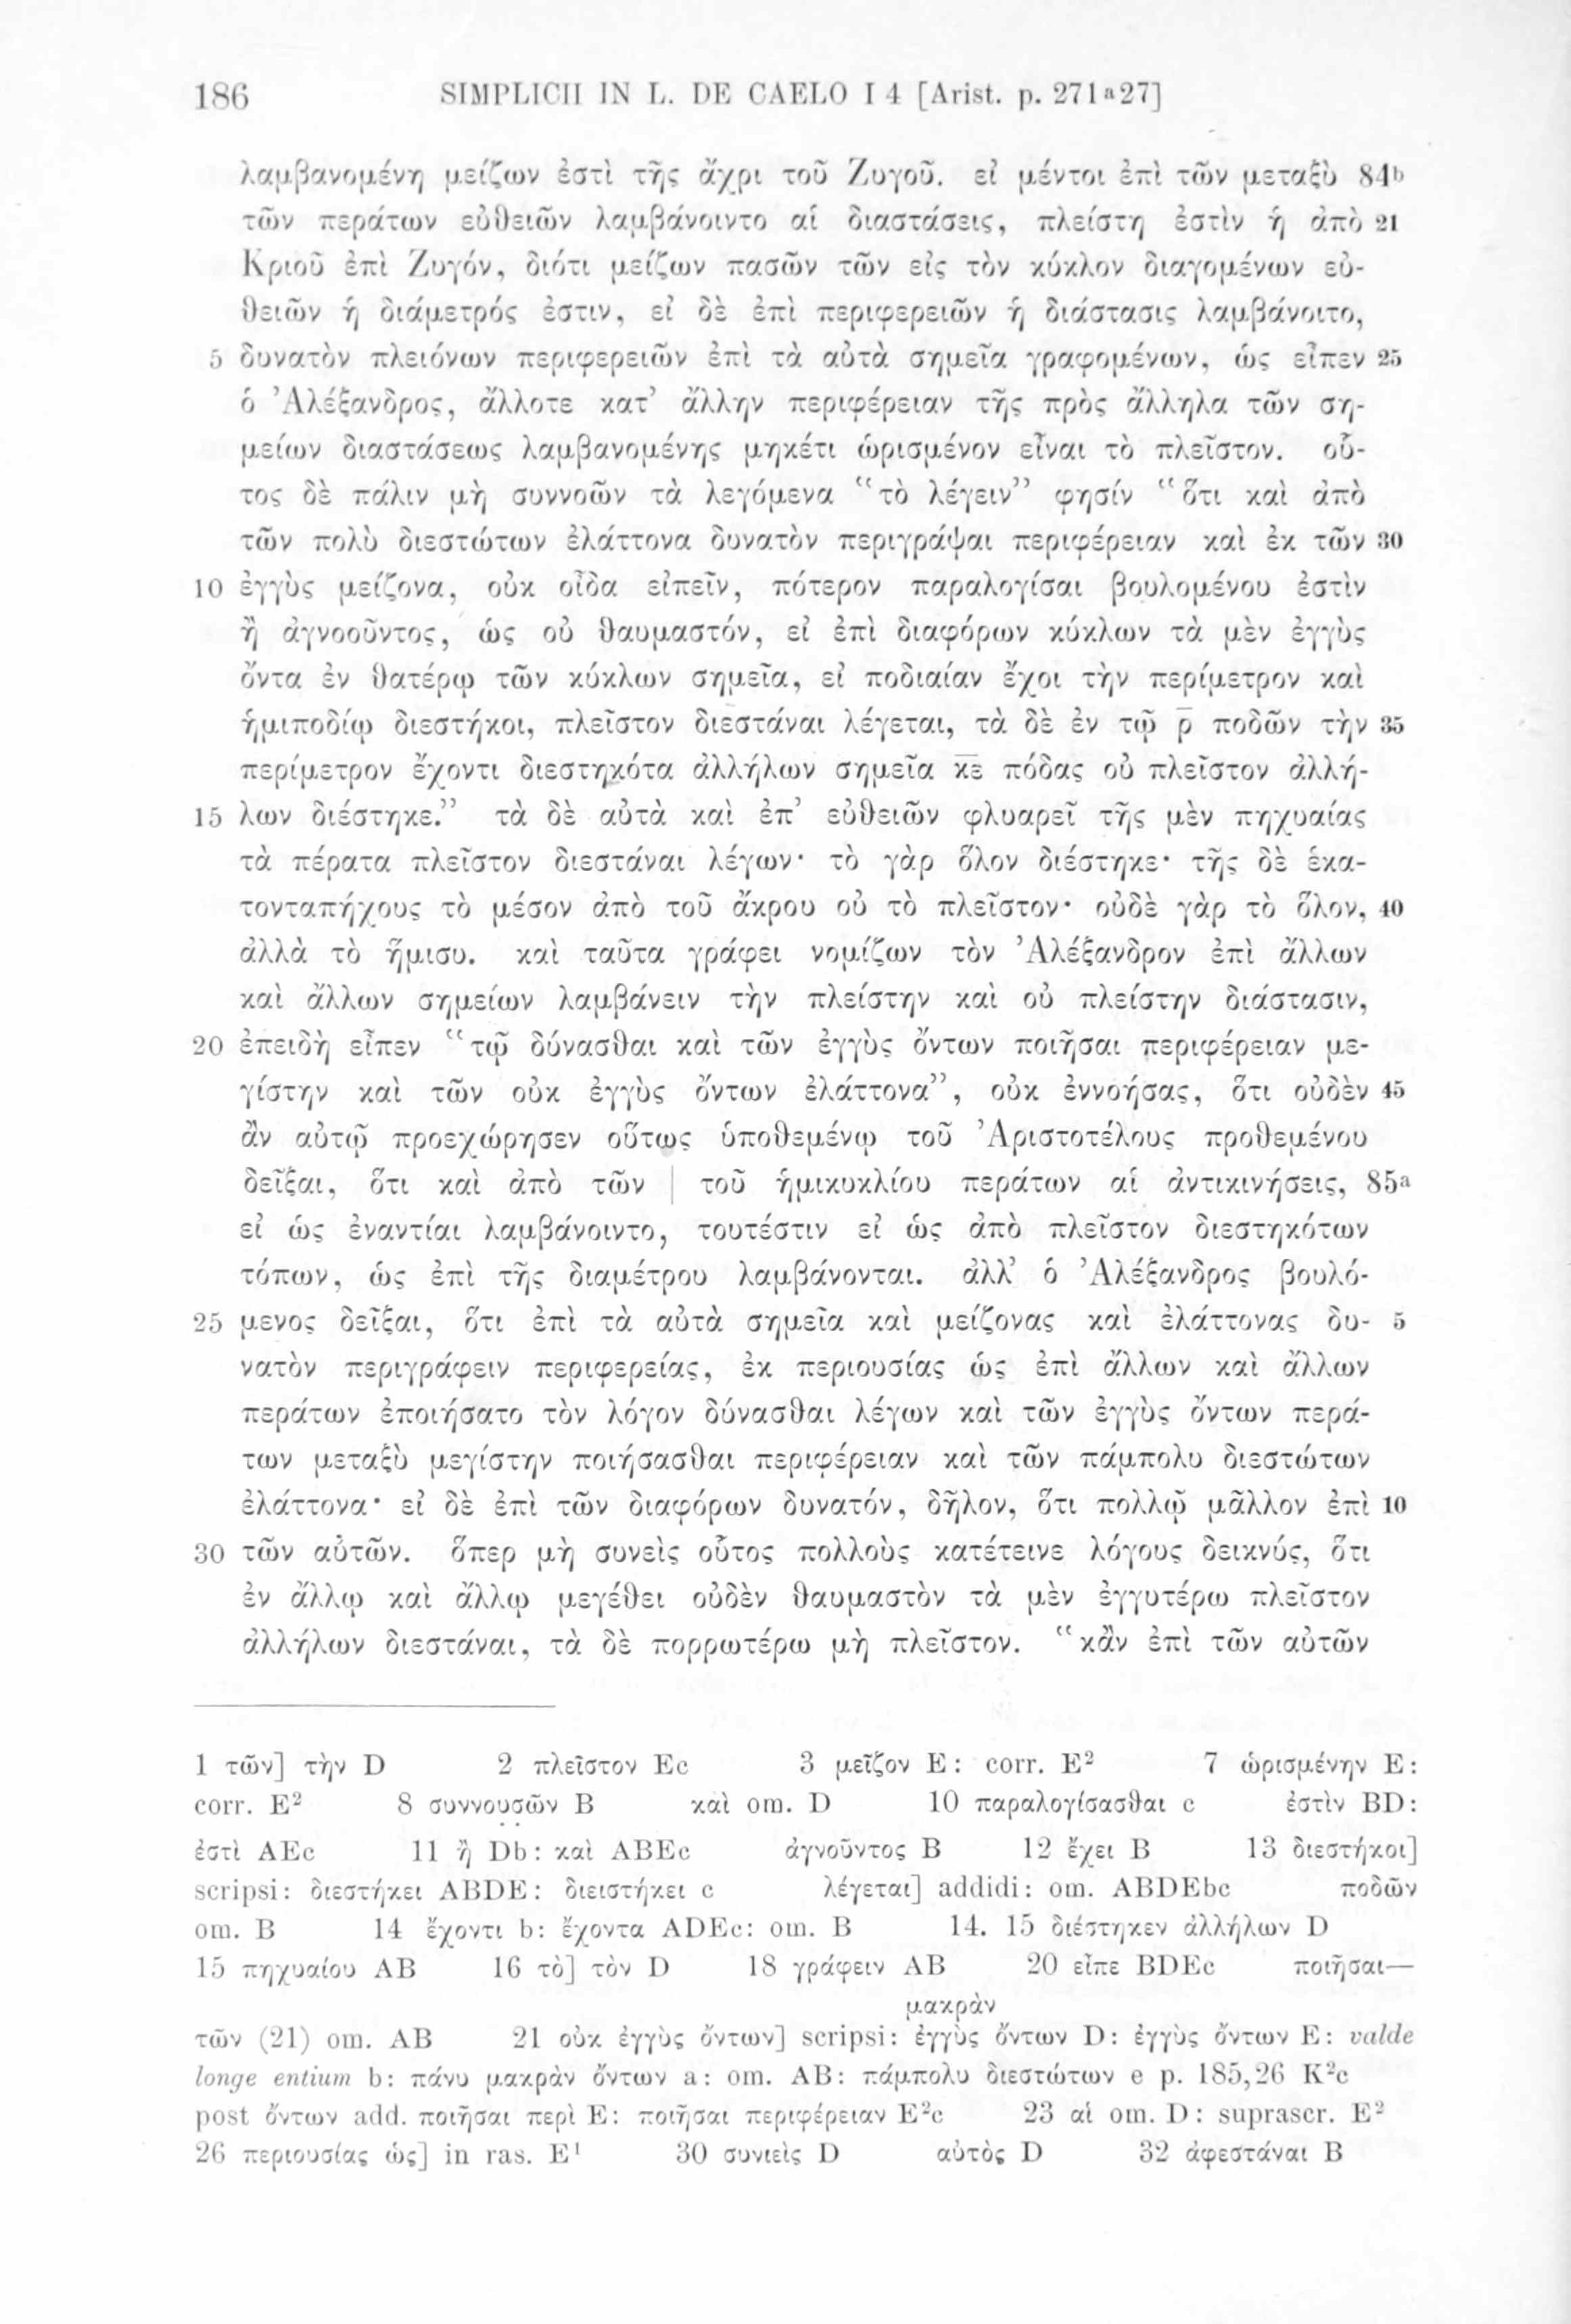 186 SIMPLICII IN L. DE CAELO I 4 [Arist. p. 271ᵃ27]
λαμβανομένη μείζων ἐστὶ τῆς ἄχρι τοῦ Ζυγοῦ. εἰ μέντοι ἐπὶ τῶν μεταξὺ 84ᵇ
τῶν περάτων εὐθειῶν λαμβάνοιντο αἱ διαστάσεις, πλείστη ἐστὶν ἡ ἀπὸ 21
Κριοῦ ἐπὶ Ζυγόν, διότι μείζων πασῶν τῶν εἰς τὸν κύκλον διαγομένων εὐ-
θειῶν ἡ διάμετρός ἐστιν, εἰ δὲ ἐπὶ περιφερειῶν ἡ διάστασις λαμβάνοιτο,
5 δυνατὸν πλειόνων περιφερειῶν ἐπὶ τὰ αὐτὰ σημεῖα γραφομένων, ὡς εἶπεν 25
ὁ Ἀλέξανδρος, ἄλλοτε κατ’ ἄλλην περιφέρειαν τῆς πρὸς ἄλληλα τῶν ση-
μείων διαστάσεως λαμβανομένης μηκέτι ὡρισμένον εἶναι τὸ πλεῖστον. οὗ-
τος δὲ πάλιν μὴ συννοῶν τὰ λεγόμενα “τὸ λέγειν” φησίν “ὅτι καὶ ἀπὸ
τῶν πολὺ διεστώτων ἐλάττονα δυνατὸν περιγράψαι περιφέρειαν καὶ ἐκ τῶν 30
10 ἐγγὺς μείζονα, οὐκ οἶδα εἰπεῖν, πότερον παραλογίσαι βουλομένου ἐστὶν
ἢ ἀγνοοῦντος, ὡς οὐ θαυμαστόν, εἰ ἐπὶ διαφόρων κύκλων τὰ μὲν ἐγγὺς
ὄντα ἐν θατέρῳ τῶν κύκλων σημεῖα, εἰ ποδιαίαν ἔχοι τὴν περίμετρον καὶ
ἡμιποδίῳ διεστήκοι, πλεῖστον διεστάναι λέγεται, τὰ δὲ ἐν τῷ ρ̅ ποδῶν τὴν 35
περίμετρον ἔχοντι διεστηκότα ἀλλήλων σημεῖα κ̅ε̅ πόδας οὐ πλεῖστον ἀλλή-
15 λων διέστηκε.” τὰ δὲ αὐτὰ καὶ ἐπ’ εὐθειῶν φλυαρεῖ τῆς μὲν πηχυαίας
τὰ πέρατα πλεῖστον διεστάναι λέγων· τὸ γὰρ ὅλον διέστηκε· τῆς δὲ ἑκα-
τονταπήχους τὸ μέσον ἀπὸ τοῦ ἄκρου οὐ τὸ πλεῖστον· οὐδὲ γὰρ τὸ ὅλον, 40
ἀλλὰ τὸ ἥμισυ. καὶ ταῦτα γράφει νομίζων τὸν Ἀλέξανδρον ἐπὶ ἄλλων
καὶ ἄλλων σημείων λαμβάνειν τὴν πλείστην καὶ οὐ πλείστην διάστασιν,
20 ἐπειδὴ εἶπεν “τῷ δύνασθαι καὶ τῶν ἐγγὺς ὄντων ποιῆσαι περιφέρειαν με-
γίστην καὶ τῶν οὐκ ἐγγὺς ὄντων ἐλάττονα”, οὐκ ἐννοήσας, ὅτι οὐδὲν 45
ἂν αὐτῷ προεχώρησεν οὕτως ὑποθεμένῳ τοῦ Ἀριστοτέλους προθεμένου
δεῖξαι, ὅτι καὶ ἀπὸ τῶν | τοῦ ἡμικυκλίου περάτων αἱ ἀντικινήσεις, 85ᵃ
εἰ ὡς ἐναντίαι λαμβάνοιντο, τουτέστιν εἰ ὡς ἀπὸ πλεῖστον διεστηκότων
τόπων, ὡς ἐπὶ τῆς διαμέτρου λαμβάνονται. ἀλλ’ ὁ Ἀλέξανδρος βουλό-
25 μενος δεῖξαι, ὅτι ἐπὶ τὰ αὐτὰ σημεῖα καὶ μείζονας καὶ ἐλάττονας δυ- 5
νατὸν περιγράφειν περιφερείας, ἐκ περιουσίας ὡς ἐπὶ ἄλλων καὶ ἄλλων
περάτων ἐποιήσατο τὸν λόγον δύνασθαι λέγων καὶ τῶν ἐγγὺς ὄντων περά-
των μεταξὺ μεγίστην ποιήσασθαι περιφέρειαν καὶ τῶν πάμπολυ διεστώτων
ἐλάττονα· εἰ δὲ ἐπὶ τῶν διαφόρων δυνατόν, δῆλον, ὅτι πολλῷ μᾶλλον ἐπὶ 10
30 τῶν αὐτῶν. ὅπερ μὴ συνεὶς οὗτος πολλοὺς κατέτεινε λόγους δεικνύς, ὅτι
ἐν ἄλλῳ καὶ ἄλλῳ μεγέθει οὐδὲν θαυμαστὸν τὰ μὲν ἐγγυτέρω πλεῖστον
ἀλλήλων διεστάναι, τὰ δὲ πορρωτέρω μὴ πλεῖστον. “κἂν ἐπὶ τῶν αὐτῶν
1 τῶν] τὴν D 2 πλεῖστον Ec 3 μεῖζον E: corr. E² 7 ὡρισμένην E:
corr. E² 8 συννουσῶν B καὶ om. D 10 παραλογίσασθαι c ἐστὶν BD:
ἐστὶ AEc 11 ἢ Db: καὶ ABEc ἀγνοῦντος B 12 ἔχει B 13 διεστήκοι]
scripsi: διεστήκει ABDE: διειστήκει c λέγεται] addidi: om. ABDEbc ποδῶν
om. B 14 ἔχοντι b: ἔχοντα ADEc: om. B 14. 15 διέστηκεν ἀλλήλων D
15 πηχυαίου AB 16 τὸ] τὸν D 18 γράφειν AB 20 εἶπε BDEc ποιῆσαι—
μακρὰν
τῶν (21) om. AB 21 οὐκ ἐγγὺς ὄντων] scripsi: ἐγγὺς ὄντων D: ἐγγὺς ὄντων E: valde
longe entium b: πάνυ μακρὰν ὄντων a: om. AB: πάμπολυ διεστώτων e p. 185,26 K²c
post ὄντων add. ποιῆσαι περὶ E: ποιῆσαι περιφέρειαν E²c 23 αἱ om. D: suprascr. E²
26 περιουσίας ὡς] in ras. E¹ 30 συνιεὶς D αὐτὸς D 32 ἀφεστάναι B